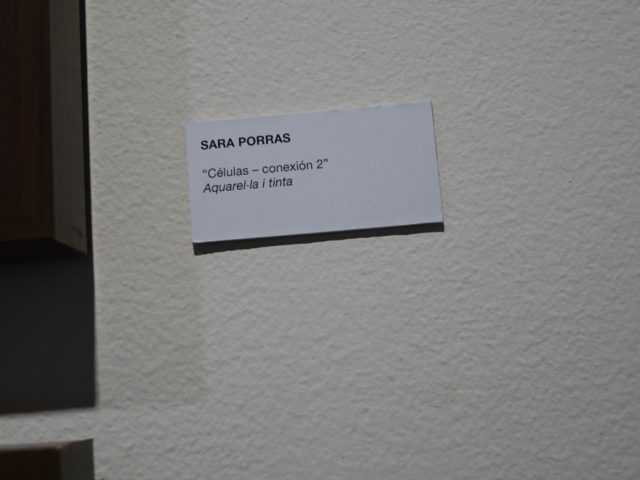 SARA PORRAS
“Células – conexión 2”
Aquarel·la i tinta